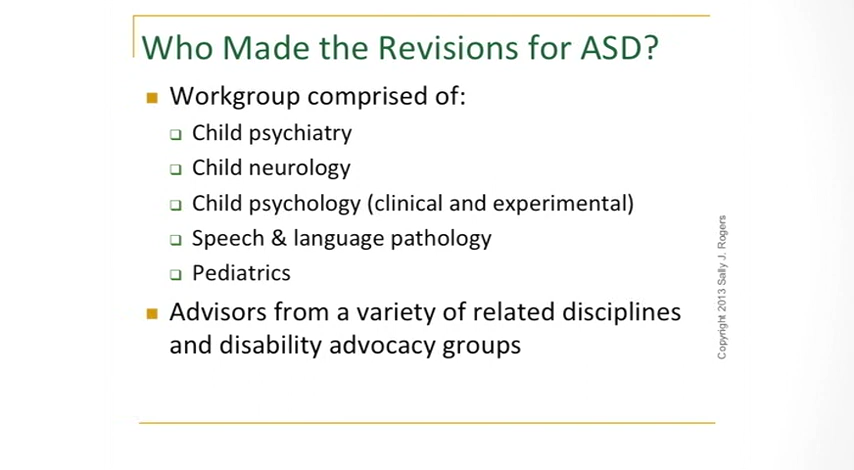 Who Made the Revisions for ASD?
Workgroup comprised of:
Child psychiatry
Child neurology
Child psychology (clinical and experimental)
Speech & language pathology
Pediatrics
Advisors from a variety of related disciplines
and disability advocacy groups
Copyright 2013 Sally J. Rogers